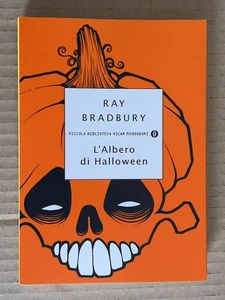 RAY
BRADBURY
PICCOLA BIBLIOTECA OSCAR MONDADORI
L'Albero
di Halloween